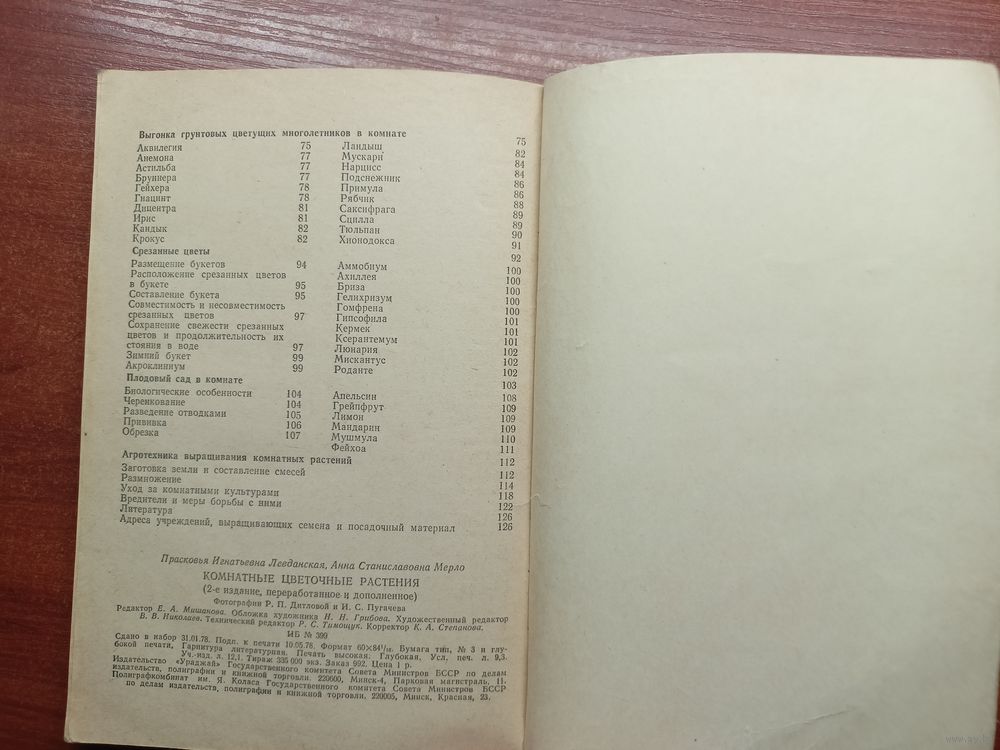 Выгонка грунтовых цветущих многолетников в комнате 75
Аквилегия 75 Ландыш 82
Анемона 77 Мускари 84
Астильба 77 Нарцисс 84
Бруннера 77 Подснежник 86
Гейхера 78 Примула 86
Гиацинт 78 Рябчик 88
Дицентра 81 Саксифрага 89
Ирис 81 Сцилла 89
Кандык 82 Тюльпан 90
Крокус 82 Хионодокса 91
Срезанные цветы 92
Размещение букетов 94 Аммобиум 100
Расположение срезанных цветов Ахиллея 100
в букете 95 Бриза 100
Составление букета 95 Гелихризум 100
Совместимость и несовместимость Гомфрена 100
срезанных цветов 97 Гипсофила 101
Сохранение свежести срезанных Кермек 101
цветов и продолжительность их Ксерантемум 101
стояния в воде 97 Люнария 102
Зимний букет 99 Мискантус 102
Акроклиниум 99 Роданте 102
Плодовый сад в комнате 103
Биологические особенности 104 Апельсин 108
Черенкование 104 Грейпфрут 109
Разведение отводками 105 Лимон 109
Прививка 106 Мандарин 109
Обрезка 107 Мушмула 110
Фейхоа 111
Агротехника выращивания комнатных растений 112
Заготовка земли и составление смесей 112
Размножение 114
Уход за комнатными культурами 118
Вредители и меры борьбы с ними 122
Литература 126
Адреса учреждений, выращивающих семена и посадочный материал 126
Прасковья Игнатьевна Левданская, Анна Станиславовна Мерло
КОМНАТНЫЕ ЦВЕТОЧНЫЕ РАСТЕНИЯ
(2-е издание, переработанное и дополненное)
Фотографии Р. П. Дитловой и И. С. Пугачева
Редактор Е. А. Мишакова. Обложка художника Н. Н. Грибова. Художественный редактор
В. В. Николаев. Технический редактор Р. С. Тимощук. Корректор К. А. Степанова.
ИБ № 399
Сдано в набор 31.01.78. Подп. к печати 10.05.78. Формат 60×84¹/₁₆. Бумага тип. № 3 и глу-
бокой печати, Гарнитура литературная. Печать высокая. Глубокая. Усл. печ. л. 9,3.
Уч.-изд. л. 12,1. Тираж 335 000 экз. Заказ 992. Цена 1 р.
Издательство «Ураджай» Государственного комитета Совета Министров БССР по делам
издательств, полиграфии и книжной торговли. 220600, Минск-4, Парковая магистраль, 11.
Полиграфкомбинат им. Я. Коласа Государственного комитета Совета Министров БССР
по делам издательств, полиграфии и книжной торговли. 220005, Минск, Красная, 23.